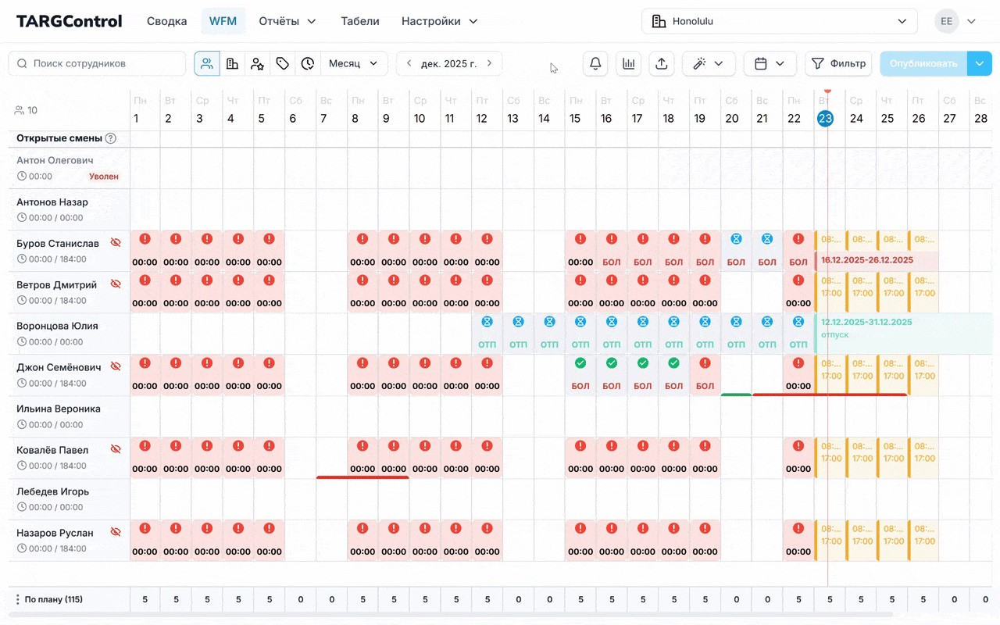 TARGControl Сводка WFM Отчёты Табели Настройки Honolulu EE
Поиск сотрудников Месяц дек. 2025 г. Фильтр Опубликовать
10 Пн Вт Ср Чт Пт Сб Вс Пн Вт Ср Чт Пт Сб Вс Пн Вт Ср Чт Пт Сб Вс Пн Вт Ср Чт Пт Сб Вс
1 2 3 4 5 6 7 8 9 10 11 12 13 14 15 16 17 18 19 20 21 22 23 24 25 26 27 28
Открытые смены ?
Антон Олегович
00:00 Уволен
Антонов Назар
00:00 / 00:00
Буров Станислав 08:... 08:... 08:... 08:...
00:00 / 184:00 00:00 00:00 00:00 00:00 00:00 00:00 00:00 00:00 00:00 00:00 00:00 БОЛ БОЛ БОЛ БОЛ БОЛ БОЛ БОЛ 16.12.2025-26.12.2025
Ветров Дмитрий 08:... 08:... 08:... 08:...
00:00 / 184:00 00:00 00:00 00:00 00:00 00:00 00:00 00:00 00:00 00:00 00:00 00:00 00:00 00:00 00:00 00:00 00:00 17:00 17:00 17:00 17:00
Воронцова Юлия 12.12.2025-31.12.2025
00:00 / 00:00 ОТП ОТП ОТП ОТП ОТП ОТП ОТП ОТП ОТП ОТП ОТП отпуск
Джон Семёнович 08:... 08:... 08:... 08:...
00:00 / 184:00 00:00 00:00 00:00 00:00 00:00 00:00 00:00 00:00 00:00 00:00 БОЛ БОЛ БОЛ БОЛ БОЛ 00:00 17:00 17:00 17:00 17:00
Ильина Вероника
00:00 / 00:00
Ковалёв Павел 08:... 08:... 08:... 08:...
00:00 / 184:00 00:00 00:00 00:00 00:00 00:00 00:00 00:00 00:00 00:00 00:00 00:00 00:00 00:00 00:00 00:00 00:00 17:00 17:00 17:00 17:00
Лебедев Игорь
00:00 / 00:00
Назаров Руслан 08:... 08:... 08:... 08:...
00:00 / 184:00 00:00 00:00 00:00 00:00 00:00 00:00 00:00 00:00 00:00 00:00 00:00 00:00 00:00 00:00 00:00 00:00 17:00 17:00 17:00 17:00
По плану (115) 5 5 5 5 5 0 0 5 5 5 5 5 0 0 5 5 5 5 5 0 0 5 5 5 5 5 0 0